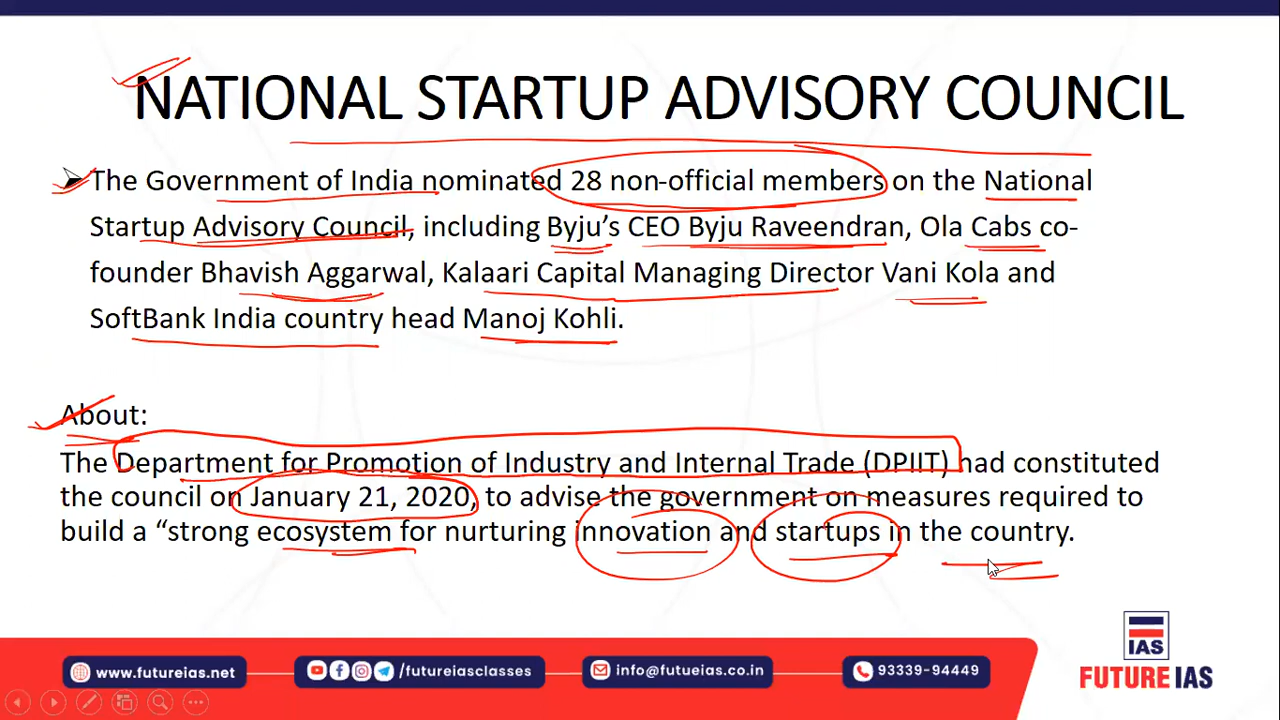 NATIONAL STARTUP ADVISORY COUNCIL
The Government of India nominated 28 non-official members on the National
Startup Advisory Council, including Byju's CEO Byju Raveendran, Ola Cabs co-
founder Bhavish Aggarwal, Kalaari Capital Managing Director Vani Kola and
SoftBank India country head Manoj Kohli.
About:
The Department for Promotion of Industry and Internal Trade (DPIIT) had constituted
the council on January 21, 2020, to advise the government on measures required to
build a “strong ecosystem for nurturing innovation and startups in the country.
IAS
www.futureias.net
/futureiasclasses
info@futueias.co.in
93339-94449
FUTURE IAS